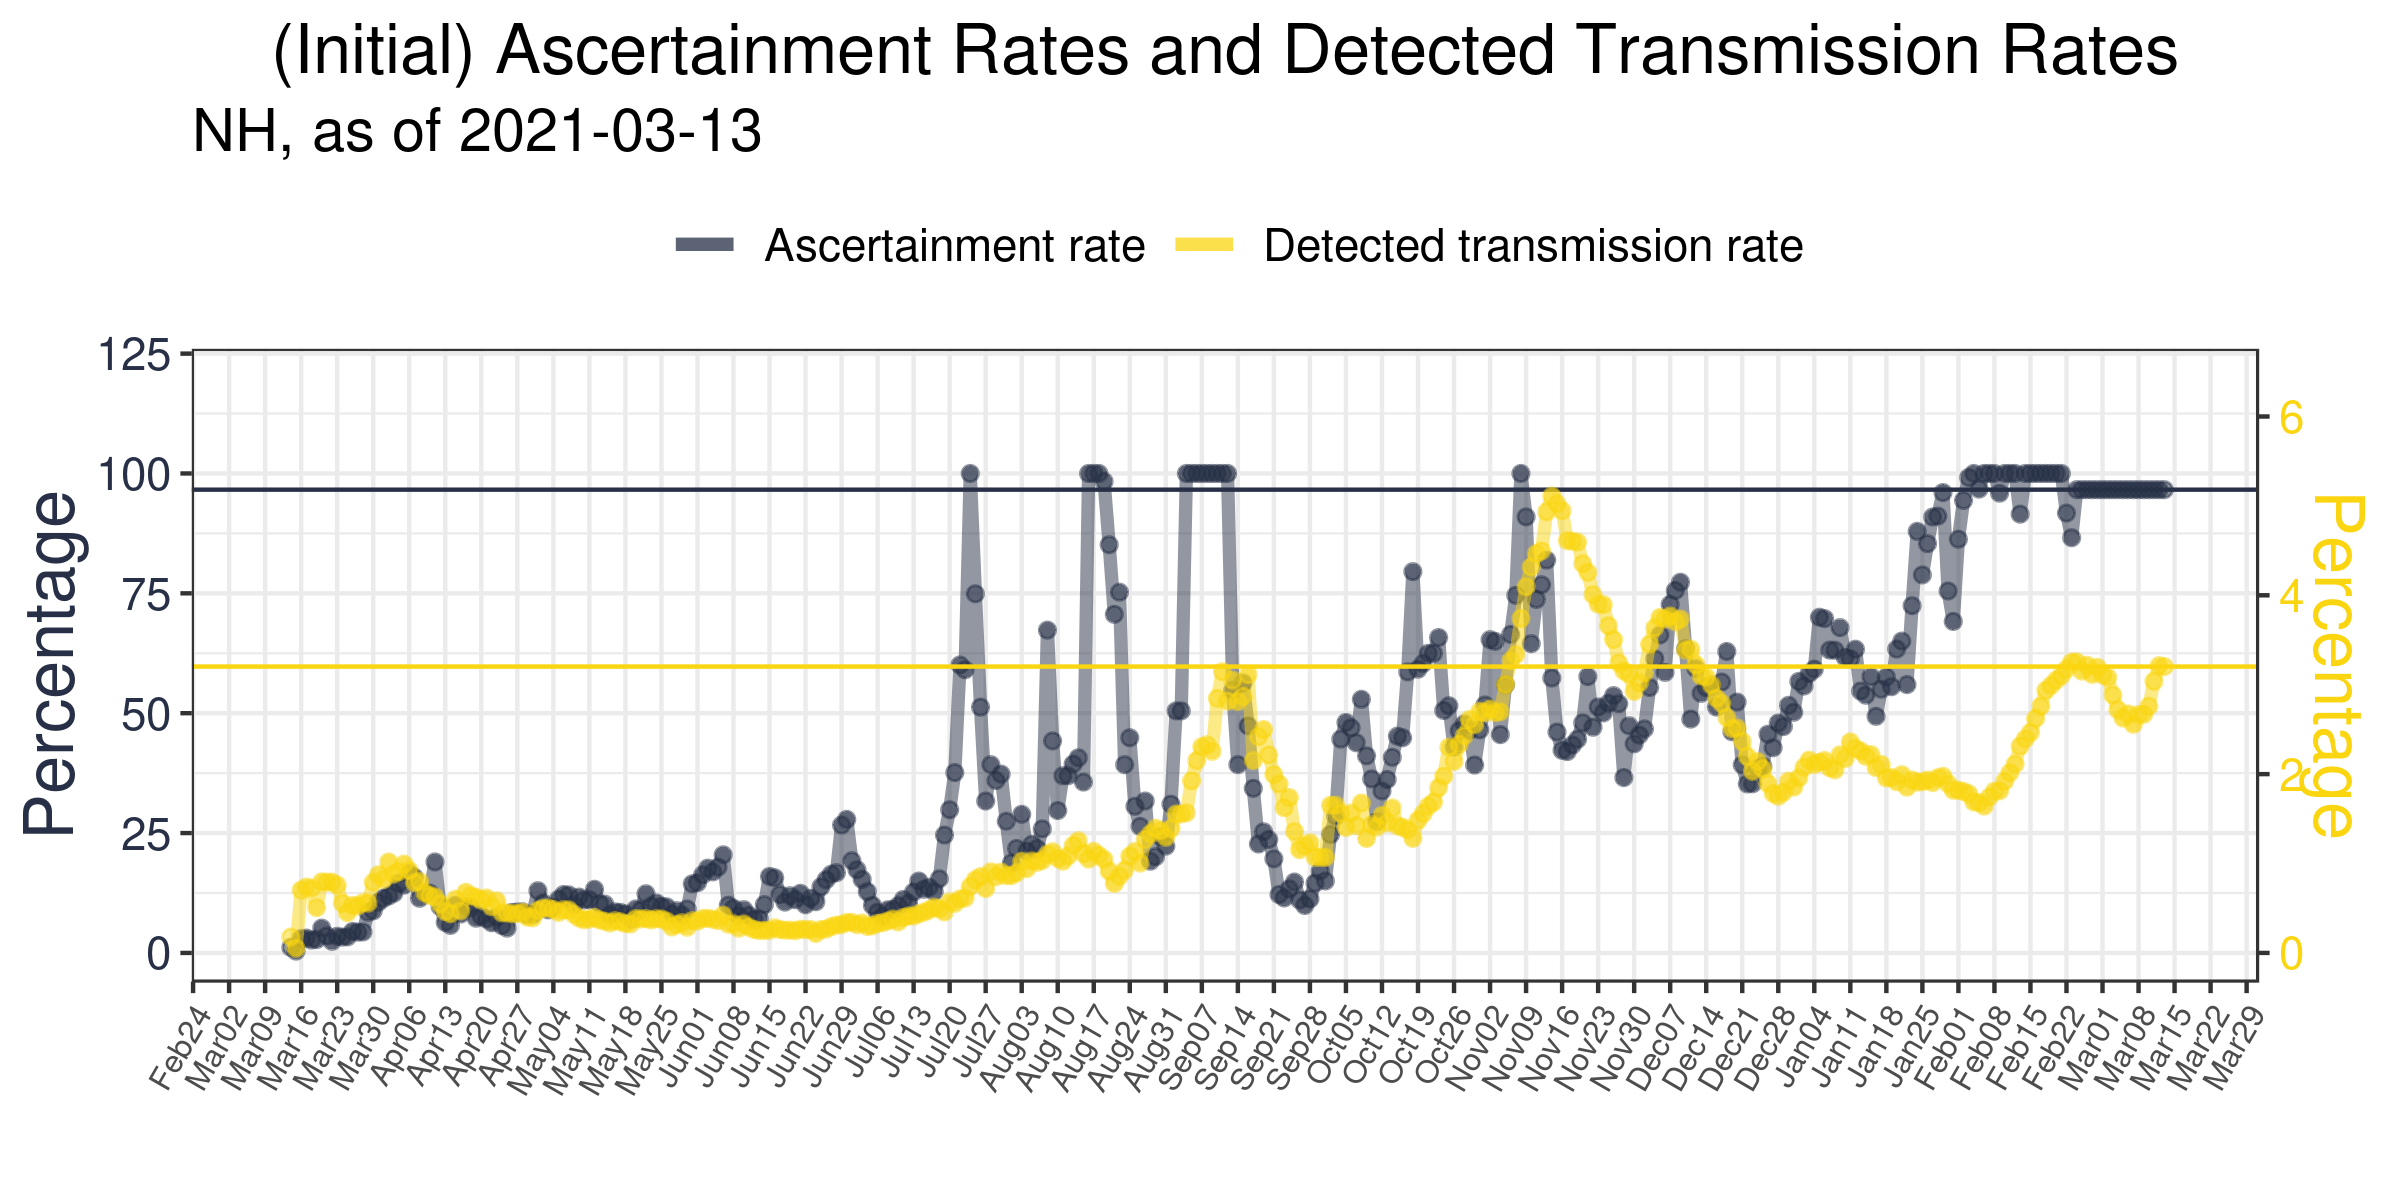 (Initial) Ascertainment Rates and Detected Transmission Rates
NH, as of 2021-03-13
Ascertainment rate
Detected transmission rate
125
100
75
50
25
0
Percentage
6
4
2
0
Percentage
Feb24
Mar02
Mar09
Mar16
Mar23
Mar30
Apr06
Apr13
Apr20
Apr27
May04
May11
May18
May25
Jun01
Jun08
Jun15
Jun22
Jun29
Jul06
Jul13
Jul20
Jul27
Aug03
Aug10
Aug17
Aug24
Aug31
Sep07
Sep14
Sep21
Sep28
Oct05
Oct12
Oct19
Oct26
Nov02
Nov09
Nov16
Nov23
Nov30
Dec07
Dec14
Dec21
Dec28
Jan04
Jan11
Jan18
Jan25
Feb01
Feb08
Feb15
Feb22
Mar01
Mar08
Mar15
Mar22
Mar29